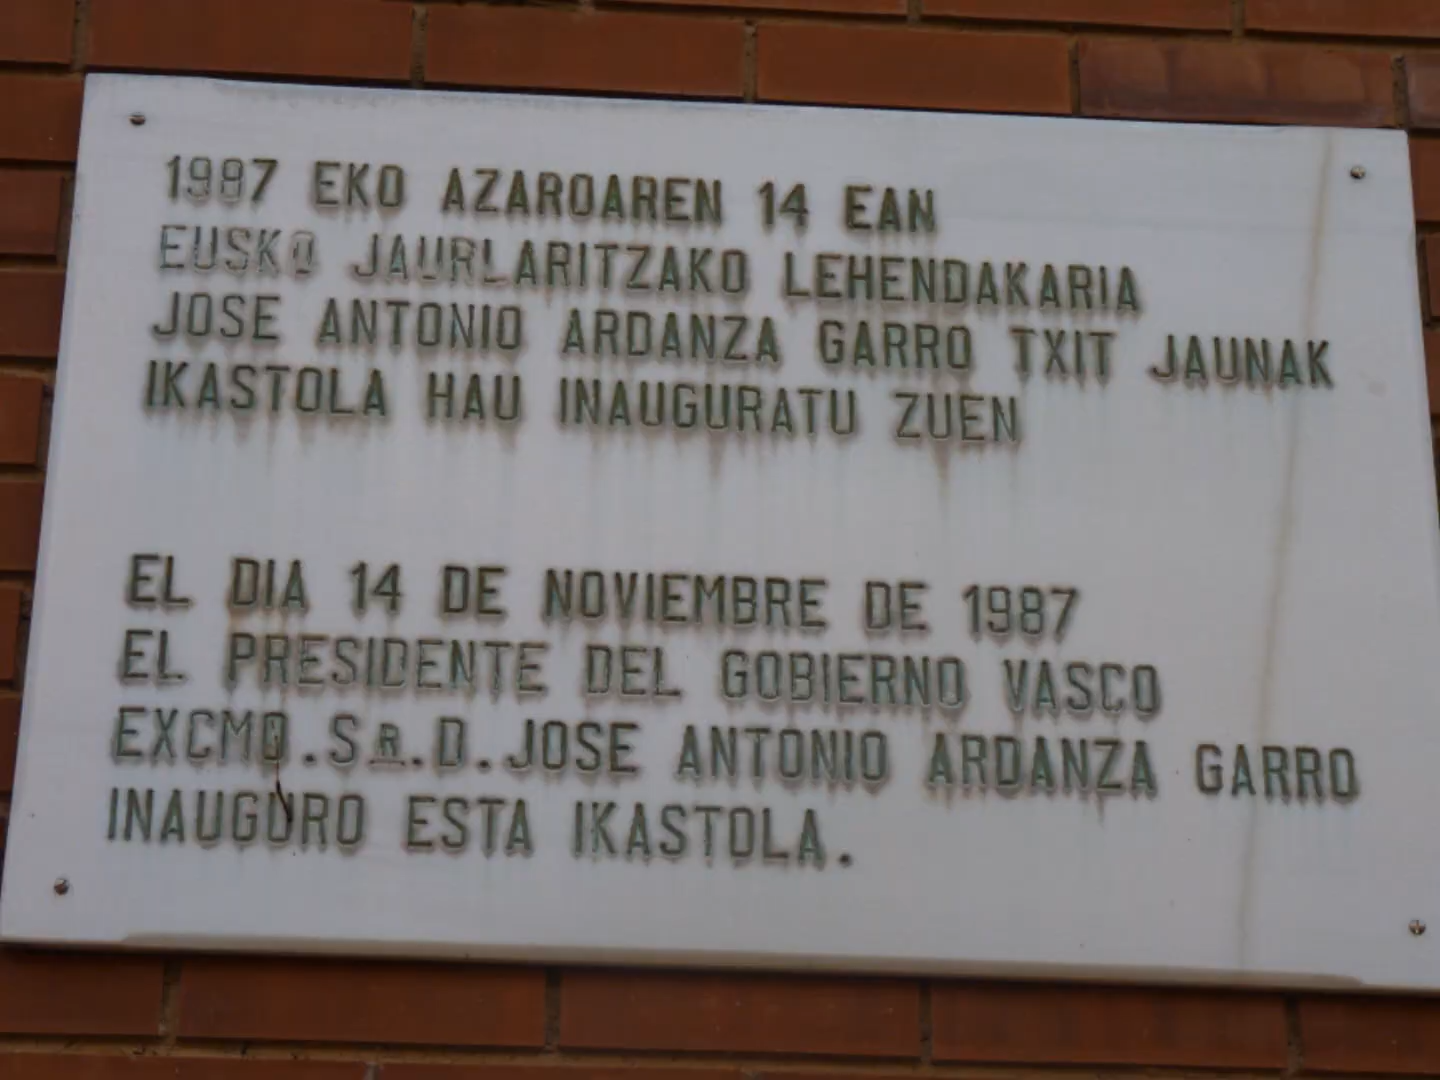 1987 EKO AZAROAREN 14 EAN
EUSKO JAURLARITZAKO LEHENDAKARIA
JOSE ANTONIO ARDANZA GARRO TXIT JAUNAK
IKASTOLA HAU INAUGURATU ZUEN
EL DIA 14 DE NOVIEMBRE DE 1987
EL PRESIDENTE DEL GOBIERNO VASCO
EXCMO.SR.D.JOSE ANTONIO ARDANZA GARRO
INAUGURO ESTA IKASTOLA.